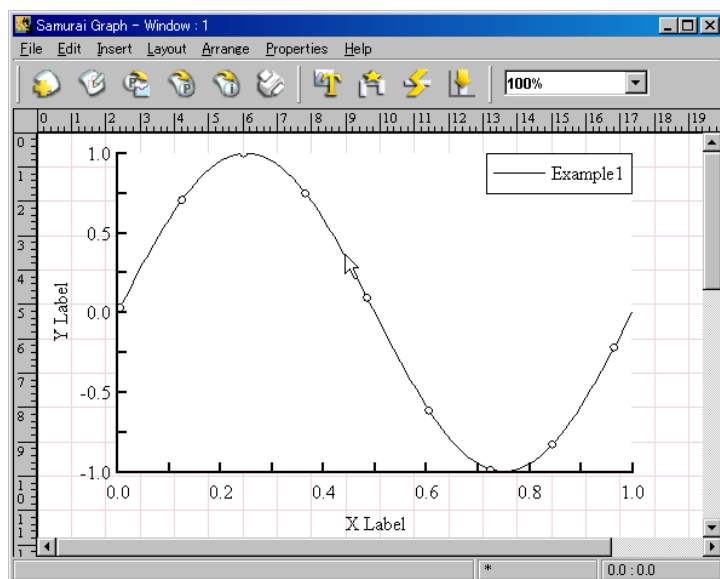 Samurai Graph - Window : 1
File Edit Insert Layout Arrange Properties Help
P P I T 100%
0 1 2 3 4 5 6 7 8 9 10 11 12 13 14 15 16 17 18 19
0
1
2
3
4
5
6
7
8
9
10
11
1.0
0.5
0.0
-0.5
-1.0
Y Label
Example1
0.0 0.2 0.4 0.6 0.8 1.0
X Label
* 0.0 : 0.0